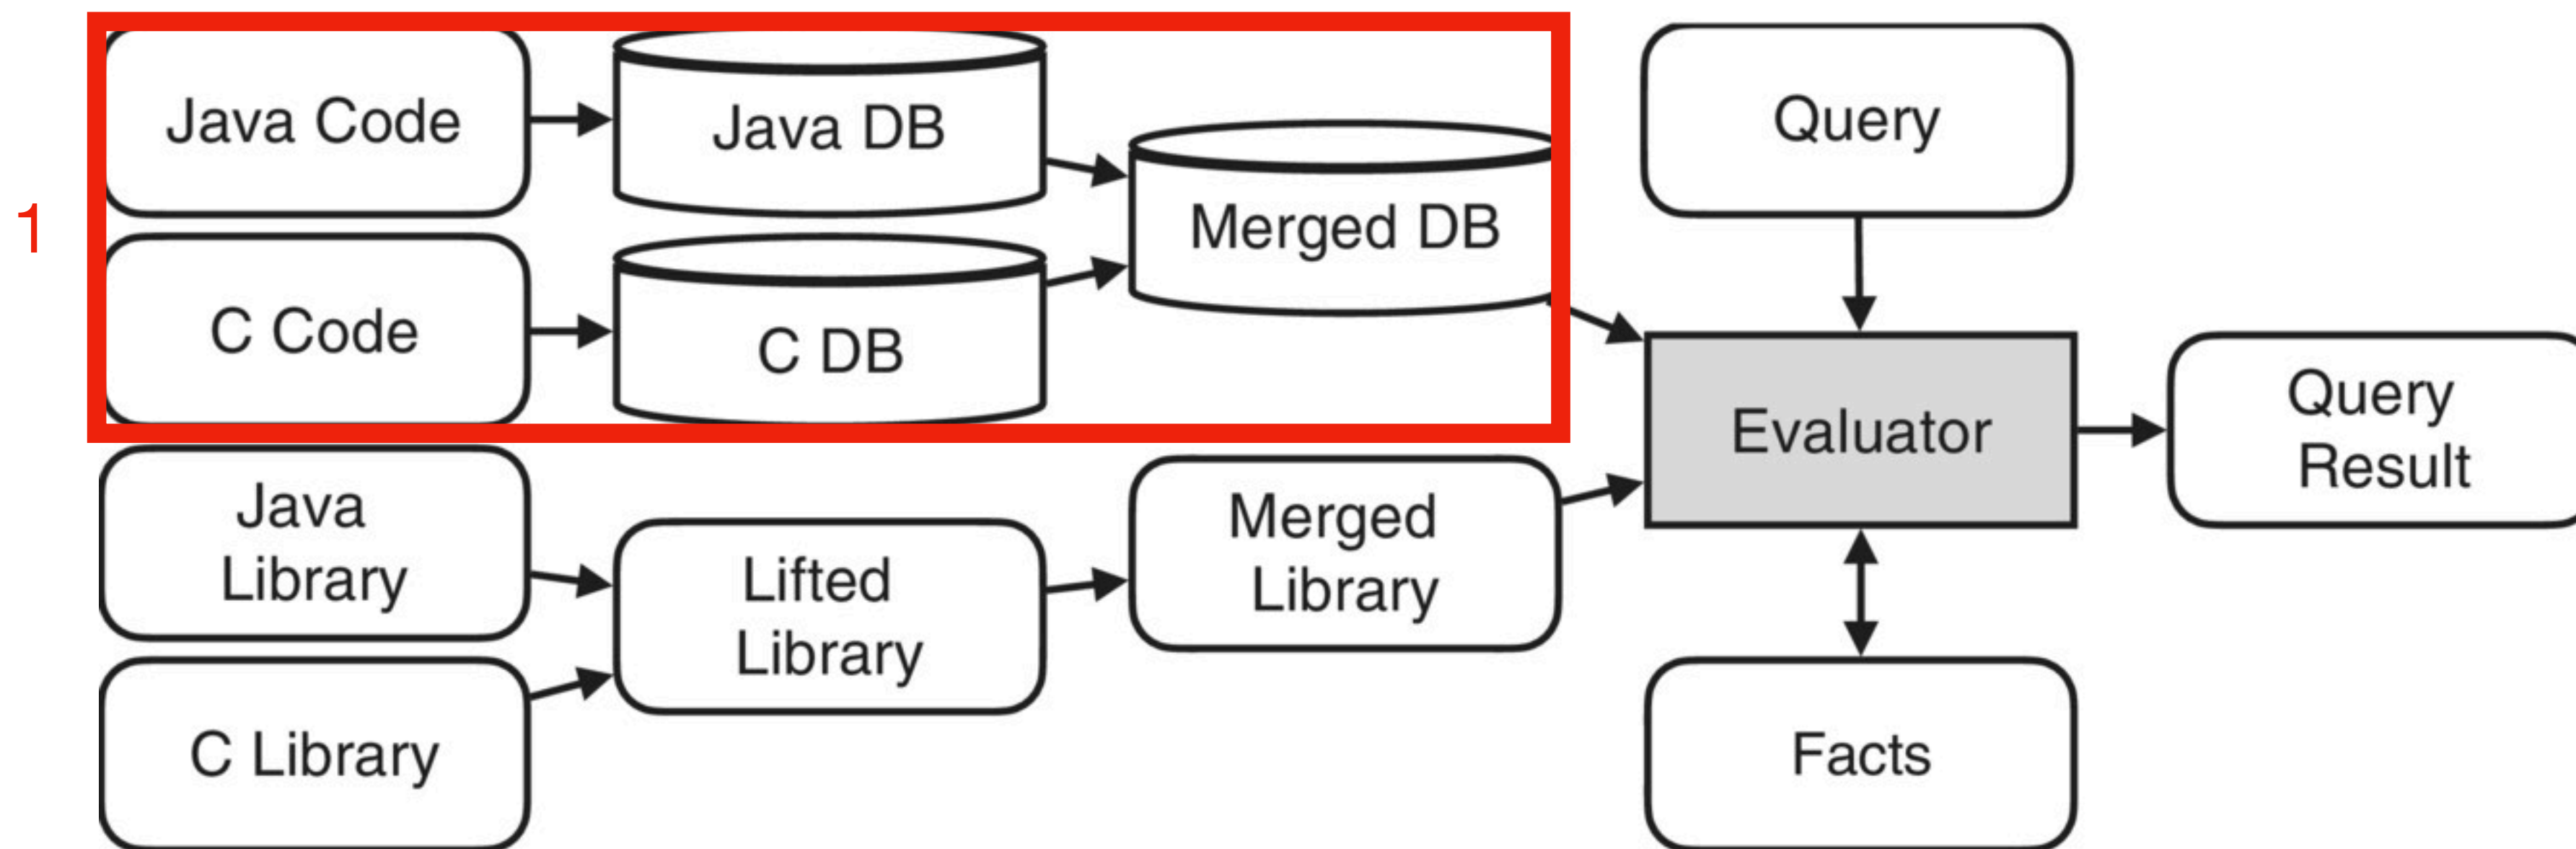 1
Java Code
Java DB
Merged DB
Query
C Code
C DB
Evaluator
Query
Result
Java
Library
Lifted
Library
Merged
Library
C Library
Facts